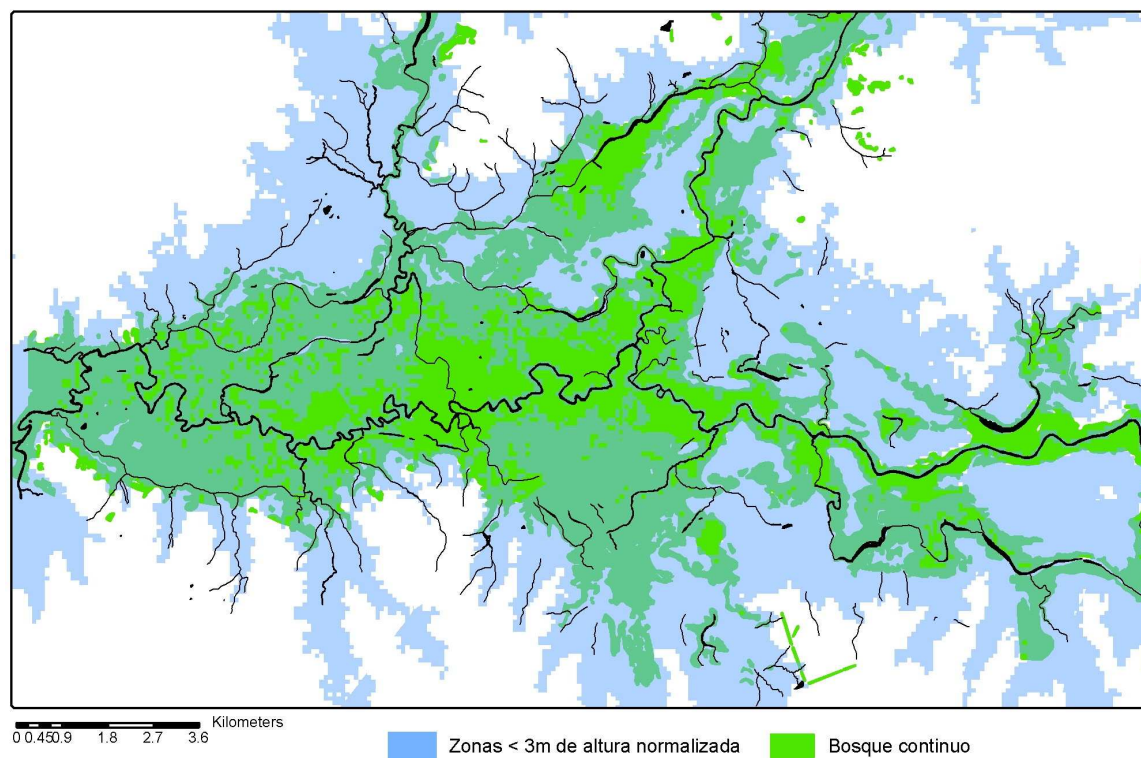 Kilometers
0 0.45 0.9 1.8 2.7 3.6
Zonas < 3m de altura normalizada
Bosque continuo